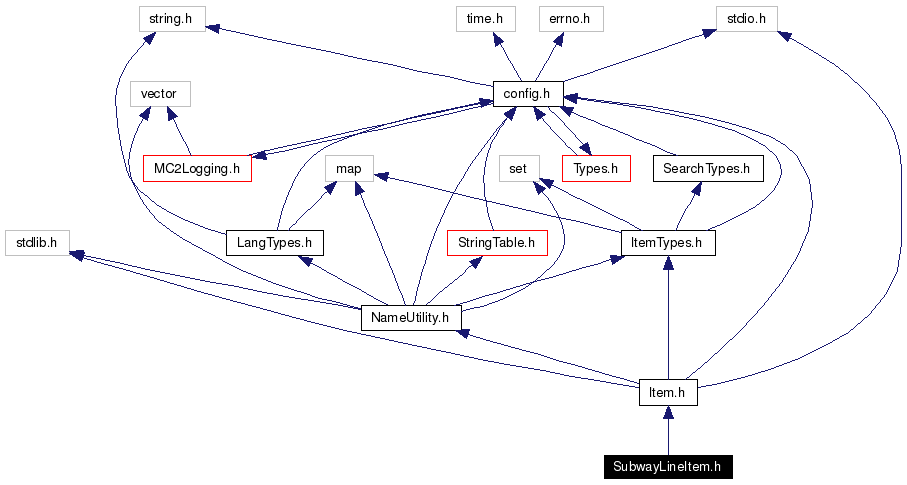 string.h
time.h
errno.h
stdio.h
vector
config.h
MC2Logging.h
map
set
Types.h
SearchTypes.h
stdlib.h
LangTypes.h
StringTable.h
ItemTypes.h
NameUtility.h
Item.h
SubwayLineItem.h